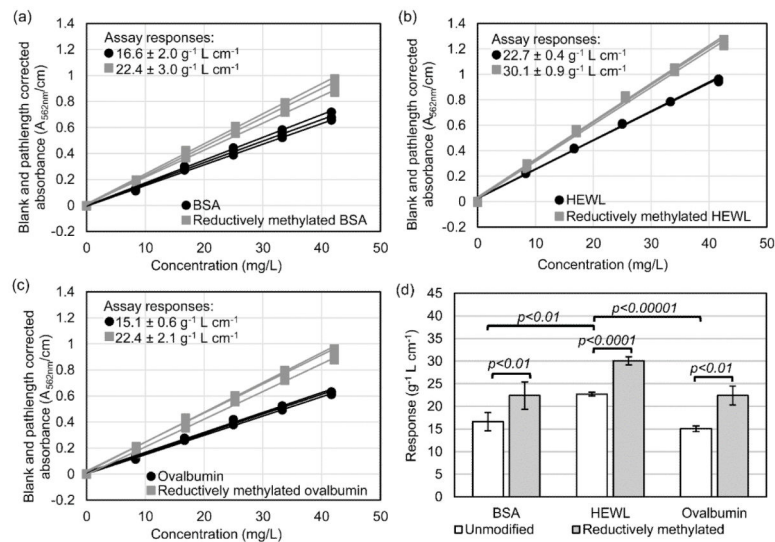 (a)
Assay responses:
16.6 ± 2.0 g⁻¹ L cm⁻¹
22.4 ± 3.0 g⁻¹ L cm⁻¹
1.4
1.2
1
0.8
0.6
0.4
0.2
0
-0.2
Blank and pathlength corrected
absorbance (A562nm/cm)
BSA
Reductively methylated BSA
0 10 20 30 40 50
Concentration (mg/L)
(b)
Assay responses:
22.7 ± 0.4 g⁻¹ L cm⁻¹
30.1 ± 0.9 g⁻¹ L cm⁻¹
1.4
1.2
1
0.8
0.6
0.4
0.2
0
-0.2
Blank and pathlength corrected
absorbance (A562nm/cm)
HEWL
Reductively methylated HEWL
0 10 20 30 40 50
Concentration (mg/L)
(c)
Assay responses:
15.1 ± 0.6 g⁻¹ L cm⁻¹
22.4 ± 2.1 g⁻¹ L cm⁻¹
1.4
1.2
1
0.8
0.6
0.4
0.2
0
-0.2
Blank and pathlength corrected
absorbance (A562nm/cm)
Ovalbumin
Reductively methylated ovalbumin
0 10 20 30 40 50
Concentration (mg/L)
(d)
45
40
35
30
25
20
15
10
5
0
Response (g⁻¹ L cm⁻¹)
p<0.01
p<0.00001
p<0.01
p<0.0001
p<0.01
BSA HEWL Ovalbumin
Unmodified Reductively methylated